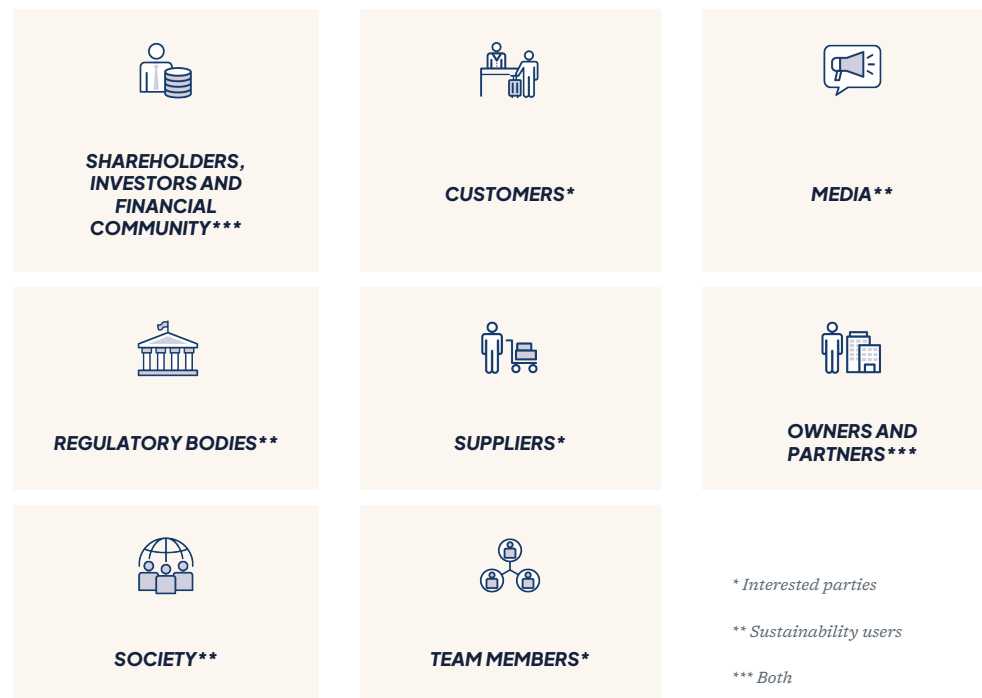 SHAREHOLDERS,
INVESTORS AND
FINANCIAL
COMMUNITY***
CUSTOMERS*
MEDIA**
REGULATORY BODIES**
SUPPLIERS*
OWNERS AND
PARTNERS***
SOCIETY**
TEAM MEMBERS*
* Interested parties
** Sustainability users
*** Both